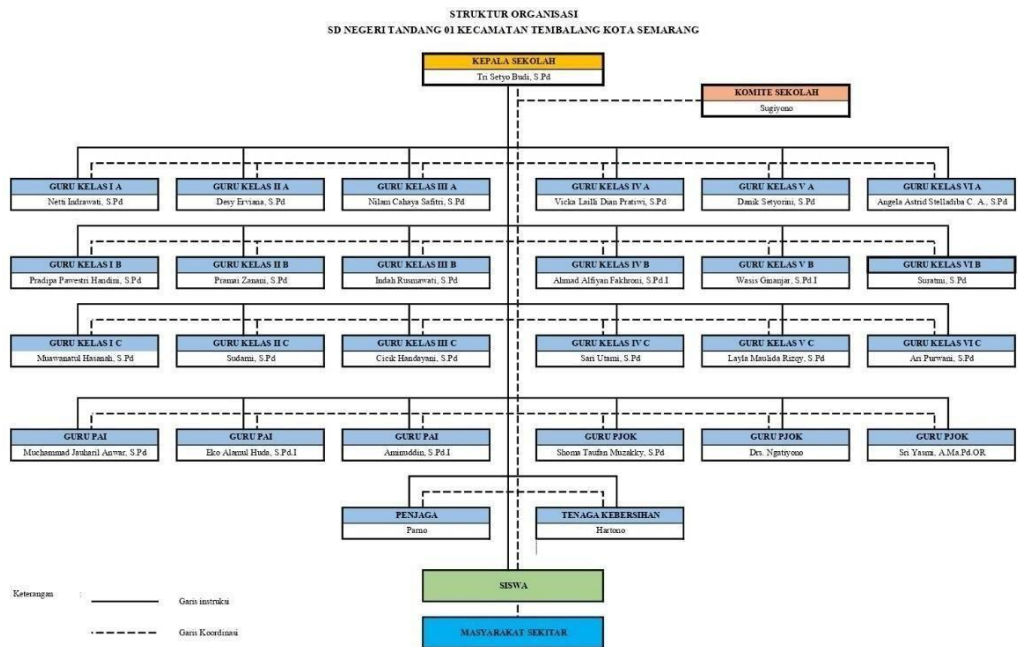 STRUKTUR ORGANISASI
SD NEGERI TANDANG 01 KECAMATAN TEMBALANG KOTA SEMARANG
KEPALA SEKOLAH
Tri Setyo Budi, S.Pd
KOMITE SEKOLAH
Sugiyono
GURU KELAS I A
Netti Indrawati, S.Pd
GURU KELAS II A
Desy Erviana, S.Pd
GURU KELAS III A
Nilam Cahaya Safitri, S.Pd
GURU KELAS IV A
Vicka Lailli Dian Pratiwi, S.Pd
GURU KELAS V A
Danik Setyorini, S.Pd
GURU KELAS VI A
Angela Astrid Stelladiba C. A., S.Pd
GURU KELAS I B
Pradipa Pawestri Handini, S.Pd
GURU KELAS II B
Pramai Zanani, S.Pd
GURU KELAS III B
Indah Rusmawati, S.Pd
GURU KELAS IV B
Ahmad Alfiyan Fakhroni, S.Pd.I
GURU KELAS V B
Wasis Ginanjar, S.Pd.I
GURU KELAS VI B
Suratmi, S.Pd
GURU KELAS I C
Muawanatul Hasanah, S.Pd
GURU KELAS II C
Sudarni, S.Pd
GURU KELAS III C
Cicik Handayani, S.Pd
GURU KELAS IV C
Sari Utami, S.Pd
GURU KELAS V C
Layla Maulida Rizqy, S.Pd
GURU KELAS VI C
Ari Purwani, S.Pd
GURU PAI
Muchammad Jauharil Anwar, S.Pd
GURU PAI
Eko Alamul Huda, S.Pd.I
GURU PAI
Aminuddin, S.Pd.I
GURU PJOK
Shoma Taufan Muzakky, S.Pd
GURU PJOK
Drs. Ngatiyono
GURU PJOK
Sri Yasmi, A.Ma.Pd.OR
PENJAGA
Parno
TENAGA KEBERSIHAN
Hartono
SISWA
MASYARAKAT SEKITAR
Keterangan :
Garis instruksi
Garis Koordinasi